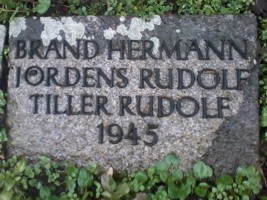 BRAND HERMANN
JORDENS RUDOLF
TILLER RUDOLF
1945